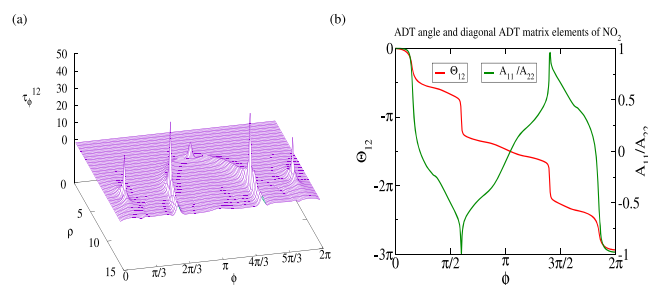 (a)
50
40
30
20
10
0
τϕ12
0
5
10
15
ρ
0
π/3
2π/3
π
4π/3
5π/3
2π
ϕ
(b)
ADT angle and diagonal ADT matrix elements of NO2
Θ12
A11/A22
0
-π
-2π
-3π
Θ12
1
0.5
0
-0.5
-1
A11/A22
0
π/2
π
3π/2
2π
ϕ